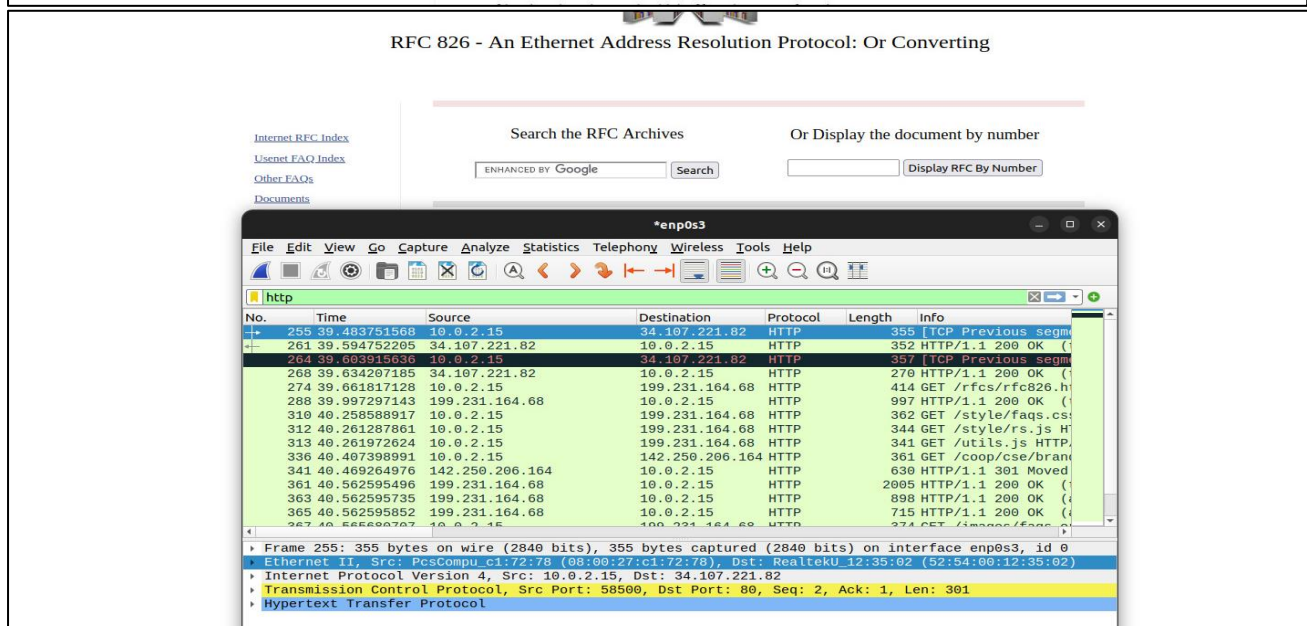 RFC 826 - An Ethernet Address Resolution Protocol: Or Converting
Internet RFC Index
Usenet FAQ Index
Other FAQs
Documents
Search the RFC Archives
Or Display the document by number
ENHANCED BY Google
Search
Display RFC By Number
*enp0s3
File Edit View Go Capture Analyze Statistics Telephony Wireless Tools Help
http
No. Time Source Destination Protocol Length Info
255 39.483751568 10.0.2.15 34.107.221.82 HTTP 355 [TCP Previous segm
261 39.594752205 34.107.221.82 10.0.2.15 HTTP 352 HTTP/1.1 200 OK (
264 39.603915636 10.0.2.15 34.107.221.82 HTTP 357 [TCP Previous segm
268 39.634207185 34.107.221.82 10.0.2.15 HTTP 270 HTTP/1.1 200 OK (
274 39.661817128 10.0.2.15 199.231.164.68 HTTP 414 GET /rfcs/rfc826.h
288 39.997297143 199.231.164.68 10.0.2.15 HTTP 997 HTTP/1.1 200 OK (
310 40.258588917 10.0.2.15 199.231.164.68 HTTP 362 GET /style/faqs.cs
312 40.261287861 10.0.2.15 199.231.164.68 HTTP 344 GET /style/rs.js H
313 40.261972624 10.0.2.15 199.231.164.68 HTTP 341 GET /utils.js HTTP
336 40.407398991 10.0.2.15 142.250.206.164 HTTP 361 GET /coop/cse/bran
341 40.469264976 142.250.206.164 10.0.2.15 HTTP 630 HTTP/1.1 301 Moved
361 40.562595496 199.231.164.68 10.0.2.15 HTTP 2005 HTTP/1.1 200 OK (
363 40.562595735 199.231.164.68 10.0.2.15 HTTP 898 HTTP/1.1 200 OK (
365 40.562595852 199.231.164.68 10.0.2.15 HTTP 715 HTTP/1.1 200 OK (
Frame 255: 355 bytes on wire (2840 bits), 355 bytes captured (2840 bits) on interface enp0s3, id 0
Ethernet II, Src: PcsCompu_c1:72:78 (08:00:27:c1:72:78), Dst: RealtekU_12:35:02 (52:54:00:12:35:02)
Internet Protocol Version 4, Src: 10.0.2.15, Dst: 34.107.221.82
Transmission Control Protocol, Src Port: 58500, Dst Port: 80, Seq: 2, Ack: 1, Len: 301
Hypertext Transfer Protocol